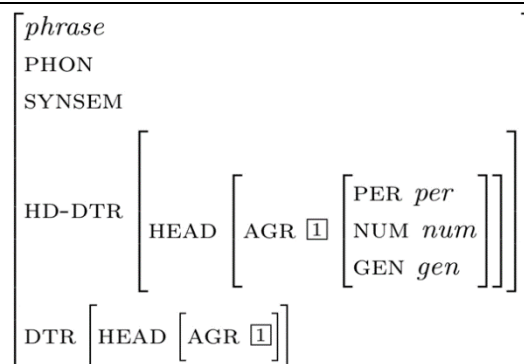 phrase
PHON
SYNSEM
HD-DTR HEAD AGR 1 PER per
NUM num
GEN gen
DTR HEAD AGR 1